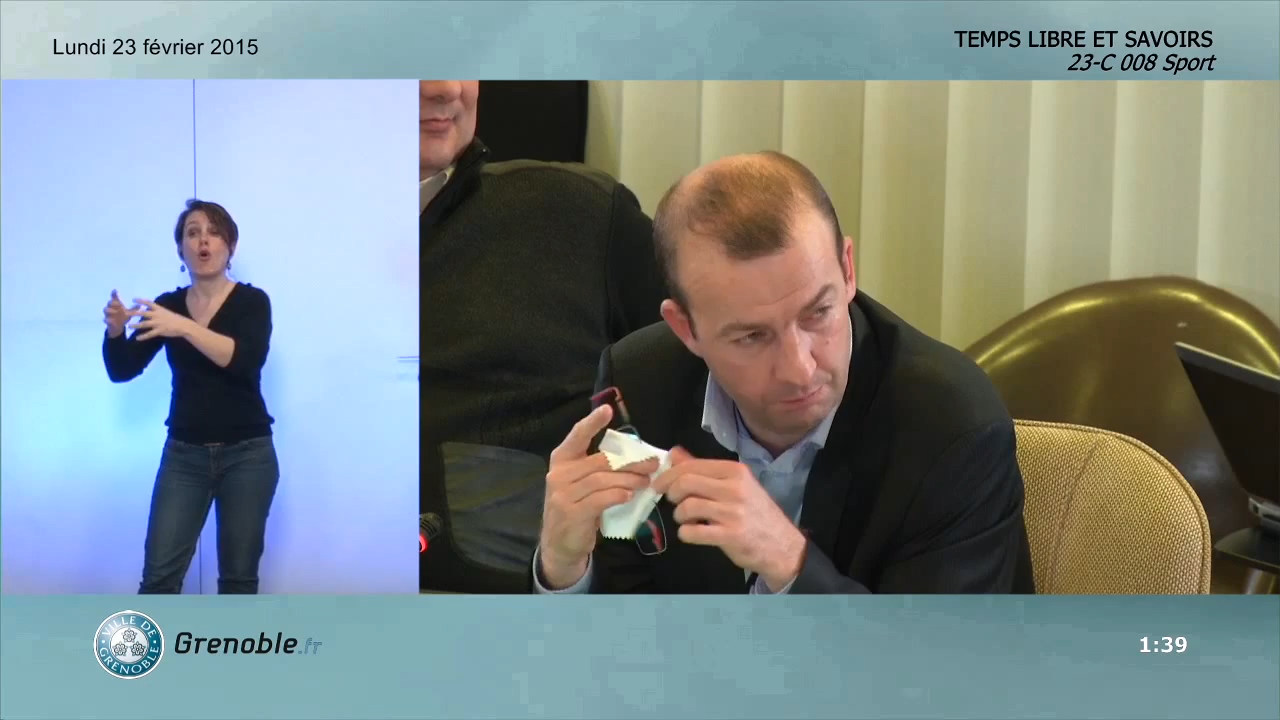 Lundi 23 février 2015
TEMPS LIBRE ET SAVOIRS
23-C 008 Sport
VILLE DE GRENOBLE
Grenoble.fr
1:39